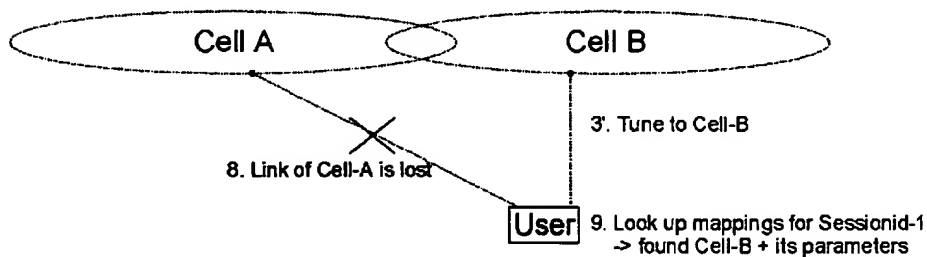 Cell A
Cell B
3'. Tune to Cell-B
8. Link of Cell-A is lost
User
9. Look up mappings for Sessionid-1
-> found Cell-B + its parameters